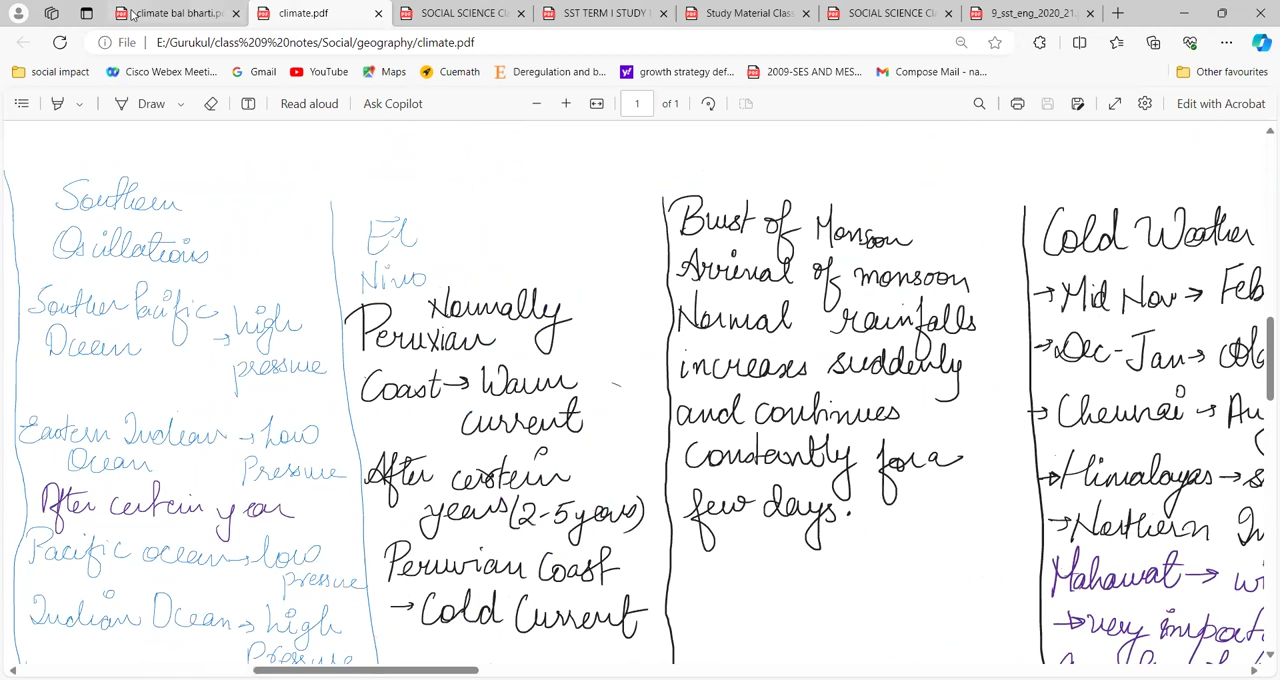 climate bal bharti.p
climate.pdf
SOCIAL SCIENCE Cl
SST TERM I STUDY I
Study Material Class
SOCIAL SCIENCE Cl
9_sst_eng_2020_21.p
File
E:/Gurukul/class%209%20notes/Social/geography/climate.pdf
social impact
Cisco Webex Meeti...
Gmail
YouTube
Maps
Cuemath
Deregulation and b...
growth strategy def...
2009-SES AND MES...
Compose Mail - na...
Other favourites
Draw
Read aloud
Ask Copilot
1
of 1
Edit with Acrobat
Southern
Oscillations
Southern Pacific
Ocean
→ high
pressure
Eastern Indian → Low
Ocean
Pressure
After certain year
Pacific ocean → low
pressure
Indian Ocean → high
Pressure
El
Nino
Normally
Peruvian
Coast → Warm
current
After certain
years (2-5 years)
Peruvian Coast
→ Cold Current
Burst of Monsoon
Arrival of monsoon
Normal rainfalls
increases suddenly
and continues
constantly for a
few days.
Cold Weather
→ Mid Nov → Feb
→ Dec-Jan →
→ Chennai →
→ Himalayas →
→ Northern
Mahawat →
→ very